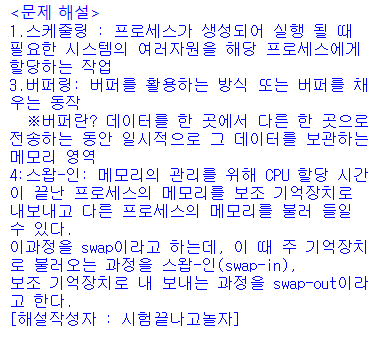 <문제 해설>
1.스케줄링 : 프로세스가 생성되어 실행 될 때
필요한 시스템의 여러자원을 해당 프로세스에게
할당하는 작업
3.버퍼링: 버퍼를 활용하는 방식 또는 버퍼를 채
우는 동작
※버퍼란? 데이터를 한 곳에서 다른 한 곳으로
전송하는 동안 일시적으로 그 데이터를 보관하는
메모리 영역
4:스왑-인: 메모리의 관리를 위해 CPU 할당 시간
이 끝난 프로세스의 메모리를 보조 기억장치로
내보내고 다른 프로세스의 메모리를 불러 들일
수 있다.
이과정을 swap이라고 하는데, 이 때 주 기억장치
로 불러오는 과정을 스왑-인(swap-in),
보조 기억장치로 내 보내는 과정을 swap-out이라
고 한다.
[해설작성자 : 시험끝나고놀자]